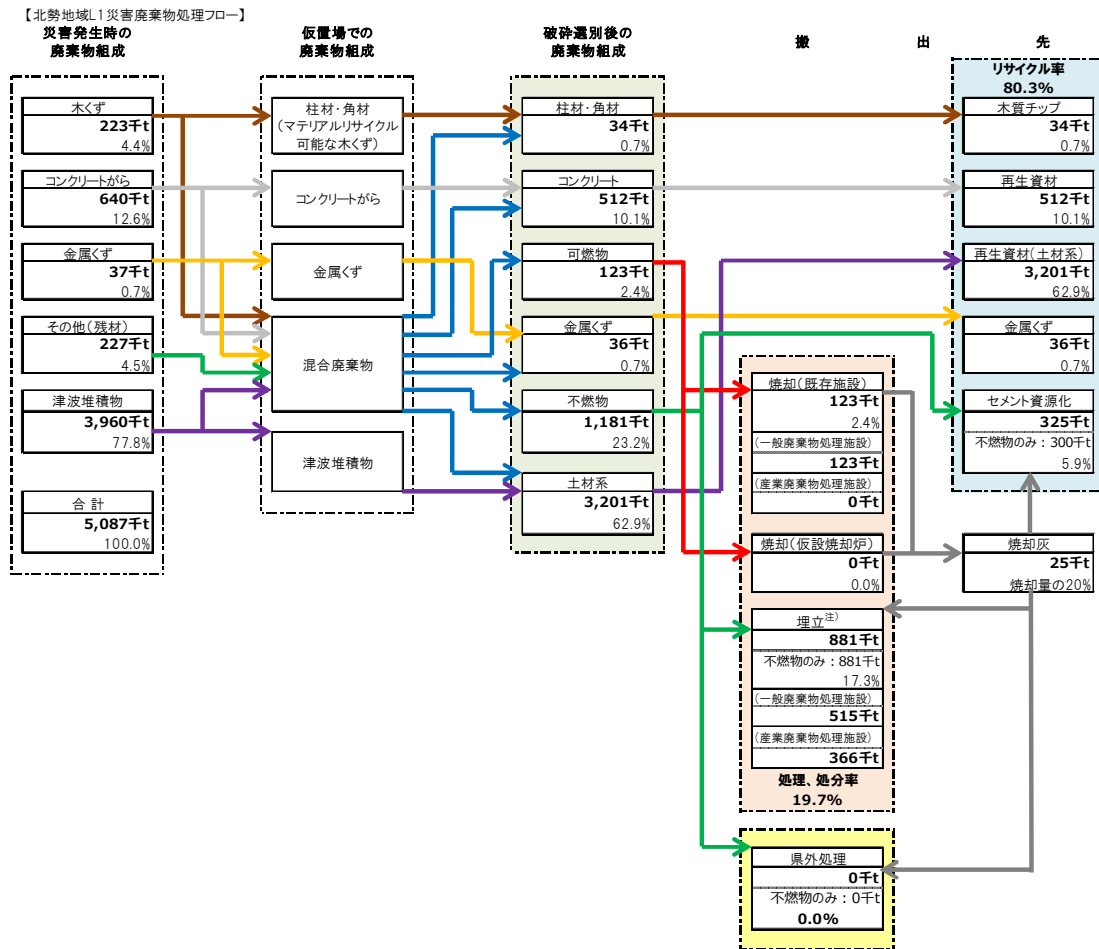 【北勢地域L1災害廃棄物処理フロー】
災害発生時の
廃棄物組成
仮置場での
廃棄物組成
破砕選別後の
廃棄物組成
搬 出 先
木くず
223千t
4.4%
コンクリートがら
640千t
12.6%
金属くず
37千t
0.7%
その他(残材)
227千t
4.5%
津波堆積物
3,960千t
77.8%
合計
5,087千t
100.0%
柱材・角材
(マテリアルリサイクル
可能な木くず)
コンクリートがら
金属くず
混合廃棄物
津波堆積物
柱材・角材
34千t
0.7%
コンクリート
512千t
10.1%
可燃物
123千t
2.4%
金属くず
36千t
0.7%
不燃物
1,181千t
23.2%
土材系
3,201千t
62.9%
焼却(既存施設)
123千t
2.4%
(一般廃棄物処理施設)
123千t
(産業廃棄物処理施設)
0千t
焼却(仮設焼却炉)
0千t
0.0%
埋立注)
881千t
不燃物のみ:881千t
17.3%
(一般廃棄物処理施設)
515千t
(産業廃棄物処理施設)
366千t
処理、処分率
19.7%
県外処理
0千t
不燃物のみ:0千t
0.0%
リサイクル率
80.3%
木質チップ
34千t
0.7%
再生資材
512千t
10.1%
再生資材(土材系)
3,201千t
62.9%
金属くず
36千t
0.7%
セメント資源化
325千t
不燃物のみ:300千t
5.9%
焼却灰
25千t
焼却量の20%